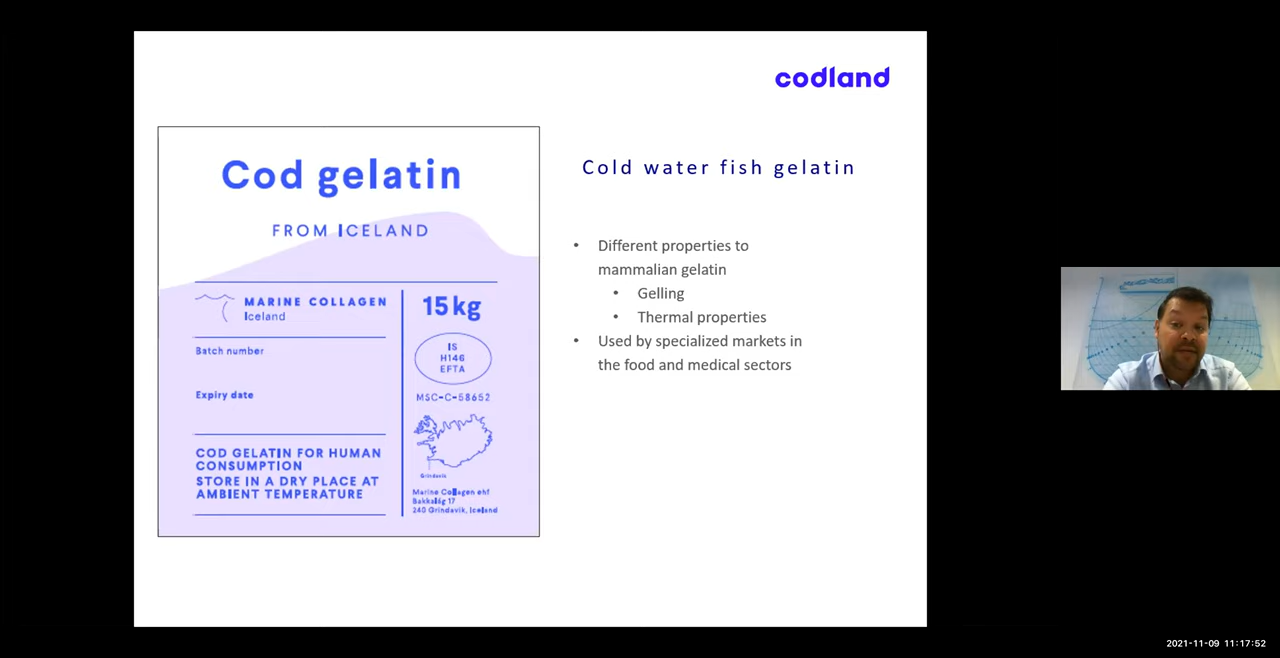 codland
Cod gelatin
FROM ICELAND
MARINE COLLAGEN
Iceland
15kg
Batch number
IS
H146
EFTA
Expiry date
MSC-C-58652
COD GELATIN FOR HUMAN
CONSUMPTION
STORE IN A DRY PLACE AT
AMBIENT TEMPERATURE
Grindavik
Marine Collagen ehf
Bakkalág 17
240 Grindavik, Iceland
Cold water fish gelatin
• Different properties to
mammalian gelatin
• Gelling
• Thermal properties
• Used by specialized markets in
the food and medical sectors
2021-11-09 11:17:52